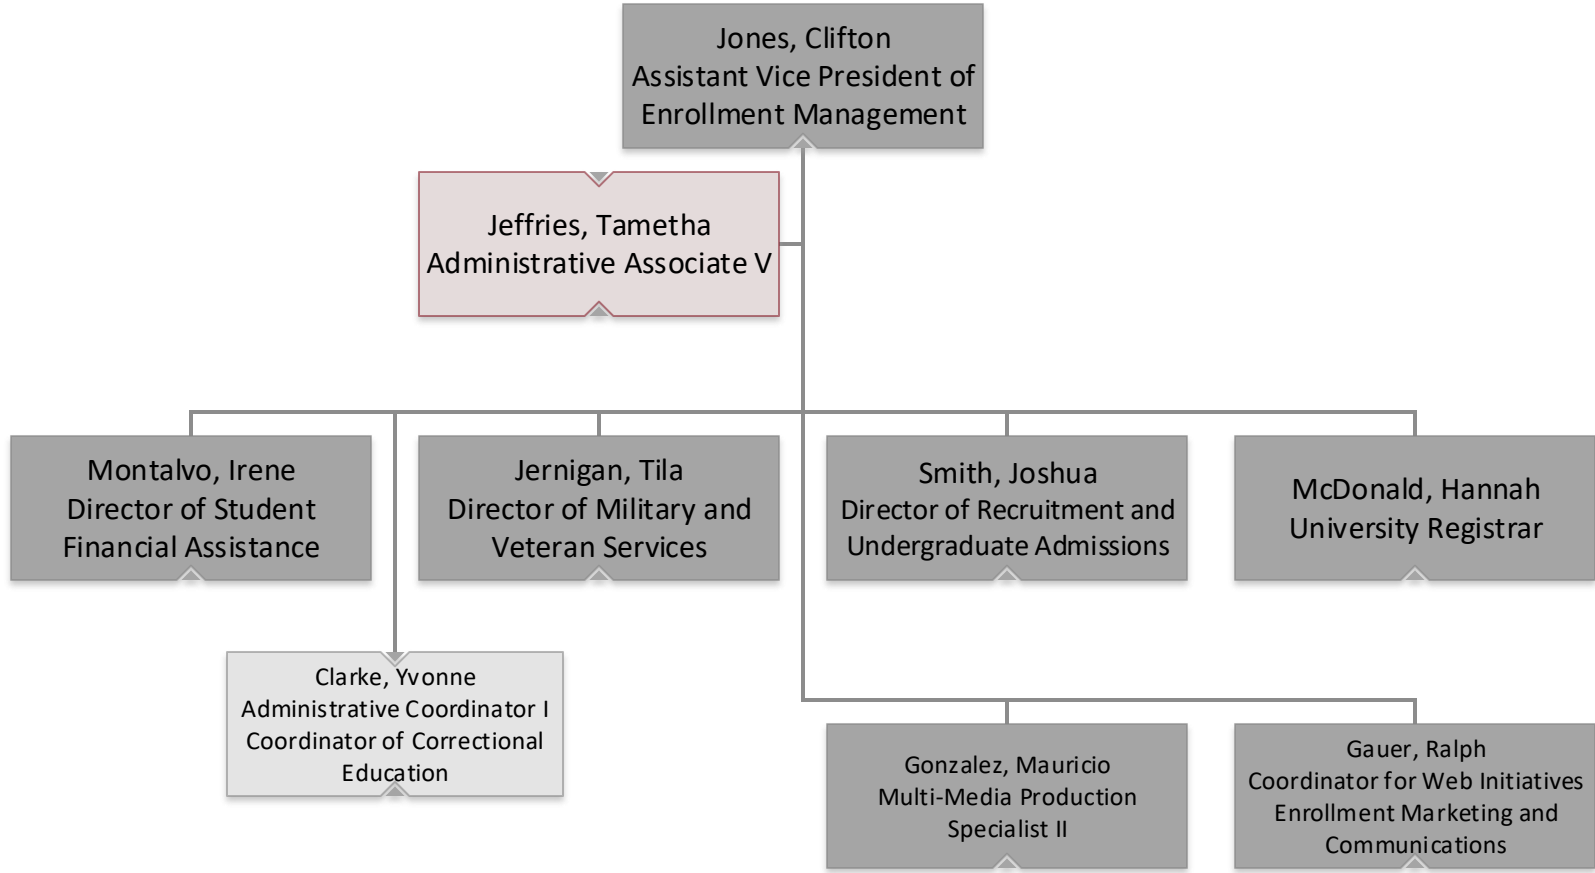 Jones, Clifton
Assistant Vice President of
Enrollment Management
Jeffries, Tametha
Administrative Associate V
Montalvo, Irene
Director of Student
Financial Assistance
Jernigan, Tila
Director of Military and
Veteran Services
Smith, Joshua
Director of Recruitment and
Undergraduate Admissions
McDonald, Hannah
University Registrar
Clarke, Yvonne
Administrative Coordinator I
Coordinator of Correctional
Education
Gonzalez, Mauricio
Multi-Media Production
Specialist II
Gauer, Ralph
Coordinator for Web Initiatives
Enrollment Marketing and
Communications